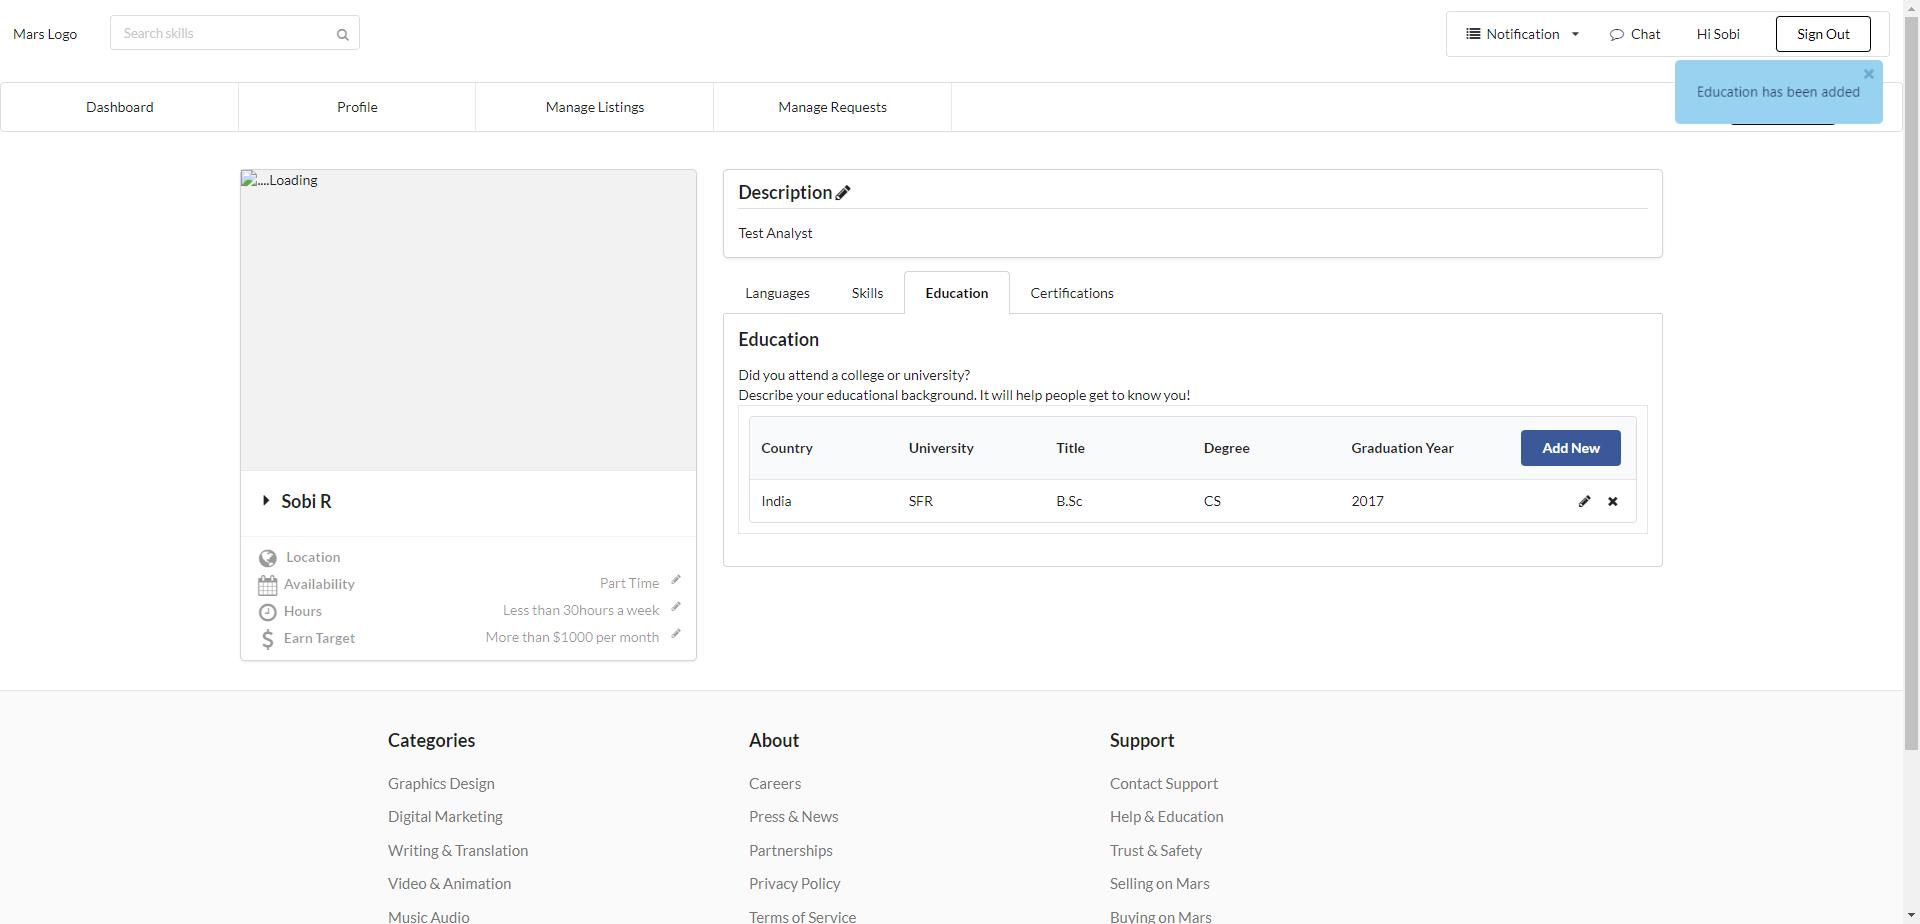 Mars Logo
Search skills
Notification
Chat
Hi Sobi
Sign Out
Education has been added
Dashboard
Profile
Manage Listings
Manage Requests
....Loading
Sobi R
Location
Availability Part Time
Hours Less than 30hours a week
Earn Target More than $1000 per month
Description
Test Analyst
Languages Skills Education Certifications
Education
Did you attend a college or university?
Describe your educational background. It will help people get to know you!
Country University Title Degree Graduation Year Add New
India SFR B.Sc CS 2017
Categories
Graphics Design
Digital Marketing
Writing & Translation
Video & Animation
Music Audio
About
Careers
Press & News
Partnerships
Privacy Policy
Terms of Service
Support
Contact Support
Help & Education
Trust & Safety
Selling on Mars
Buying on Mars